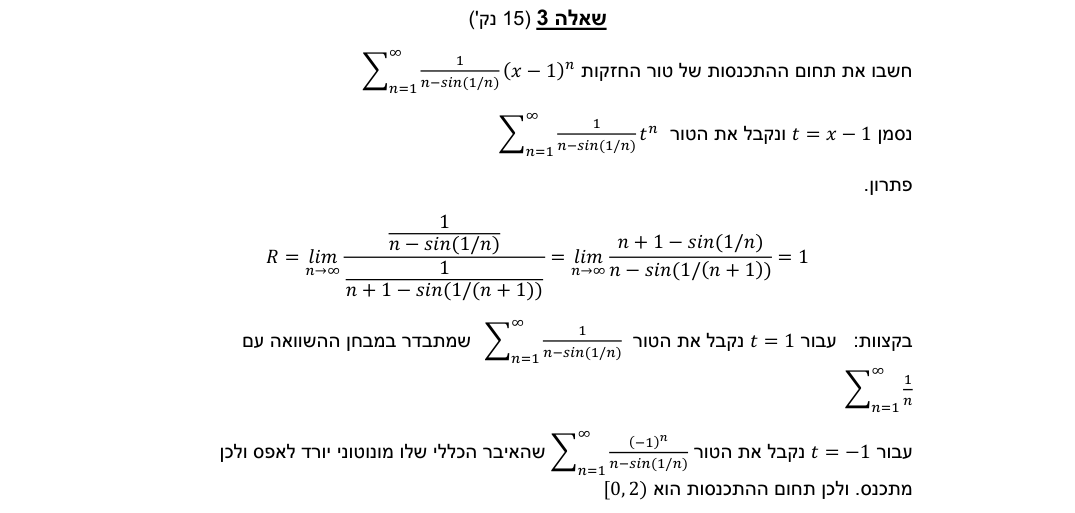 שאלה 3 (15 נק')
חשבו את תחום ההתכנסות של טור החזקות $\sum_{n=1}^{\infty} \frac{1}{n-sin(1/n)}(x-1)^n$
נסמן $t = x - 1$ ונקבל את הטור $\sum_{n=1}^{\infty} \frac{1}{n-sin(1/n)}t^n$
פתרון.
$R = \lim_{n\to\infty} \frac{\frac{1}{n-sin(1/n)}}{\frac{1}{n+1-sin(1/(n+1))}} = \lim_{n\to\infty} \frac{n+1-sin(1/n)}{n-sin(1/(n+1))} = 1$
בקצוות: עבור $t = 1$ נקבל את הטור $\sum_{n=1}^{\infty} \frac{1}{n-sin(1/n)}$ שמתבדר במבחן ההשוואה עם
$\sum_{n=1}^{\infty} \frac{1}{n}$
עבור $t = -1$ נקבל את הטור $\sum_{n=1}^{\infty} \frac{(-1)^n}{n-sin(1/n)}$ שהאיבר הכללי שלו מונוטוני יורד לאפס ולכן
מתכנס. ולכן תחום ההתכנסות הוא $[0, 2)$